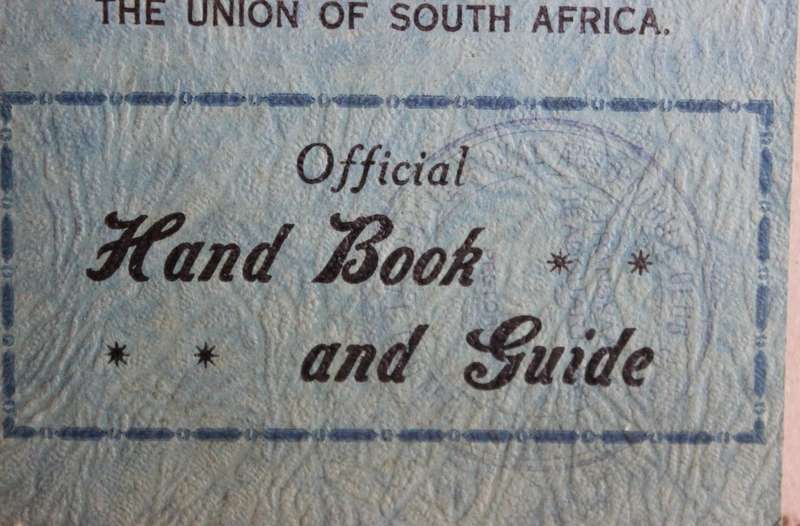 THE UNION OF SOUTH AFRICA.
Official
Hand Book * *
* * and Guide